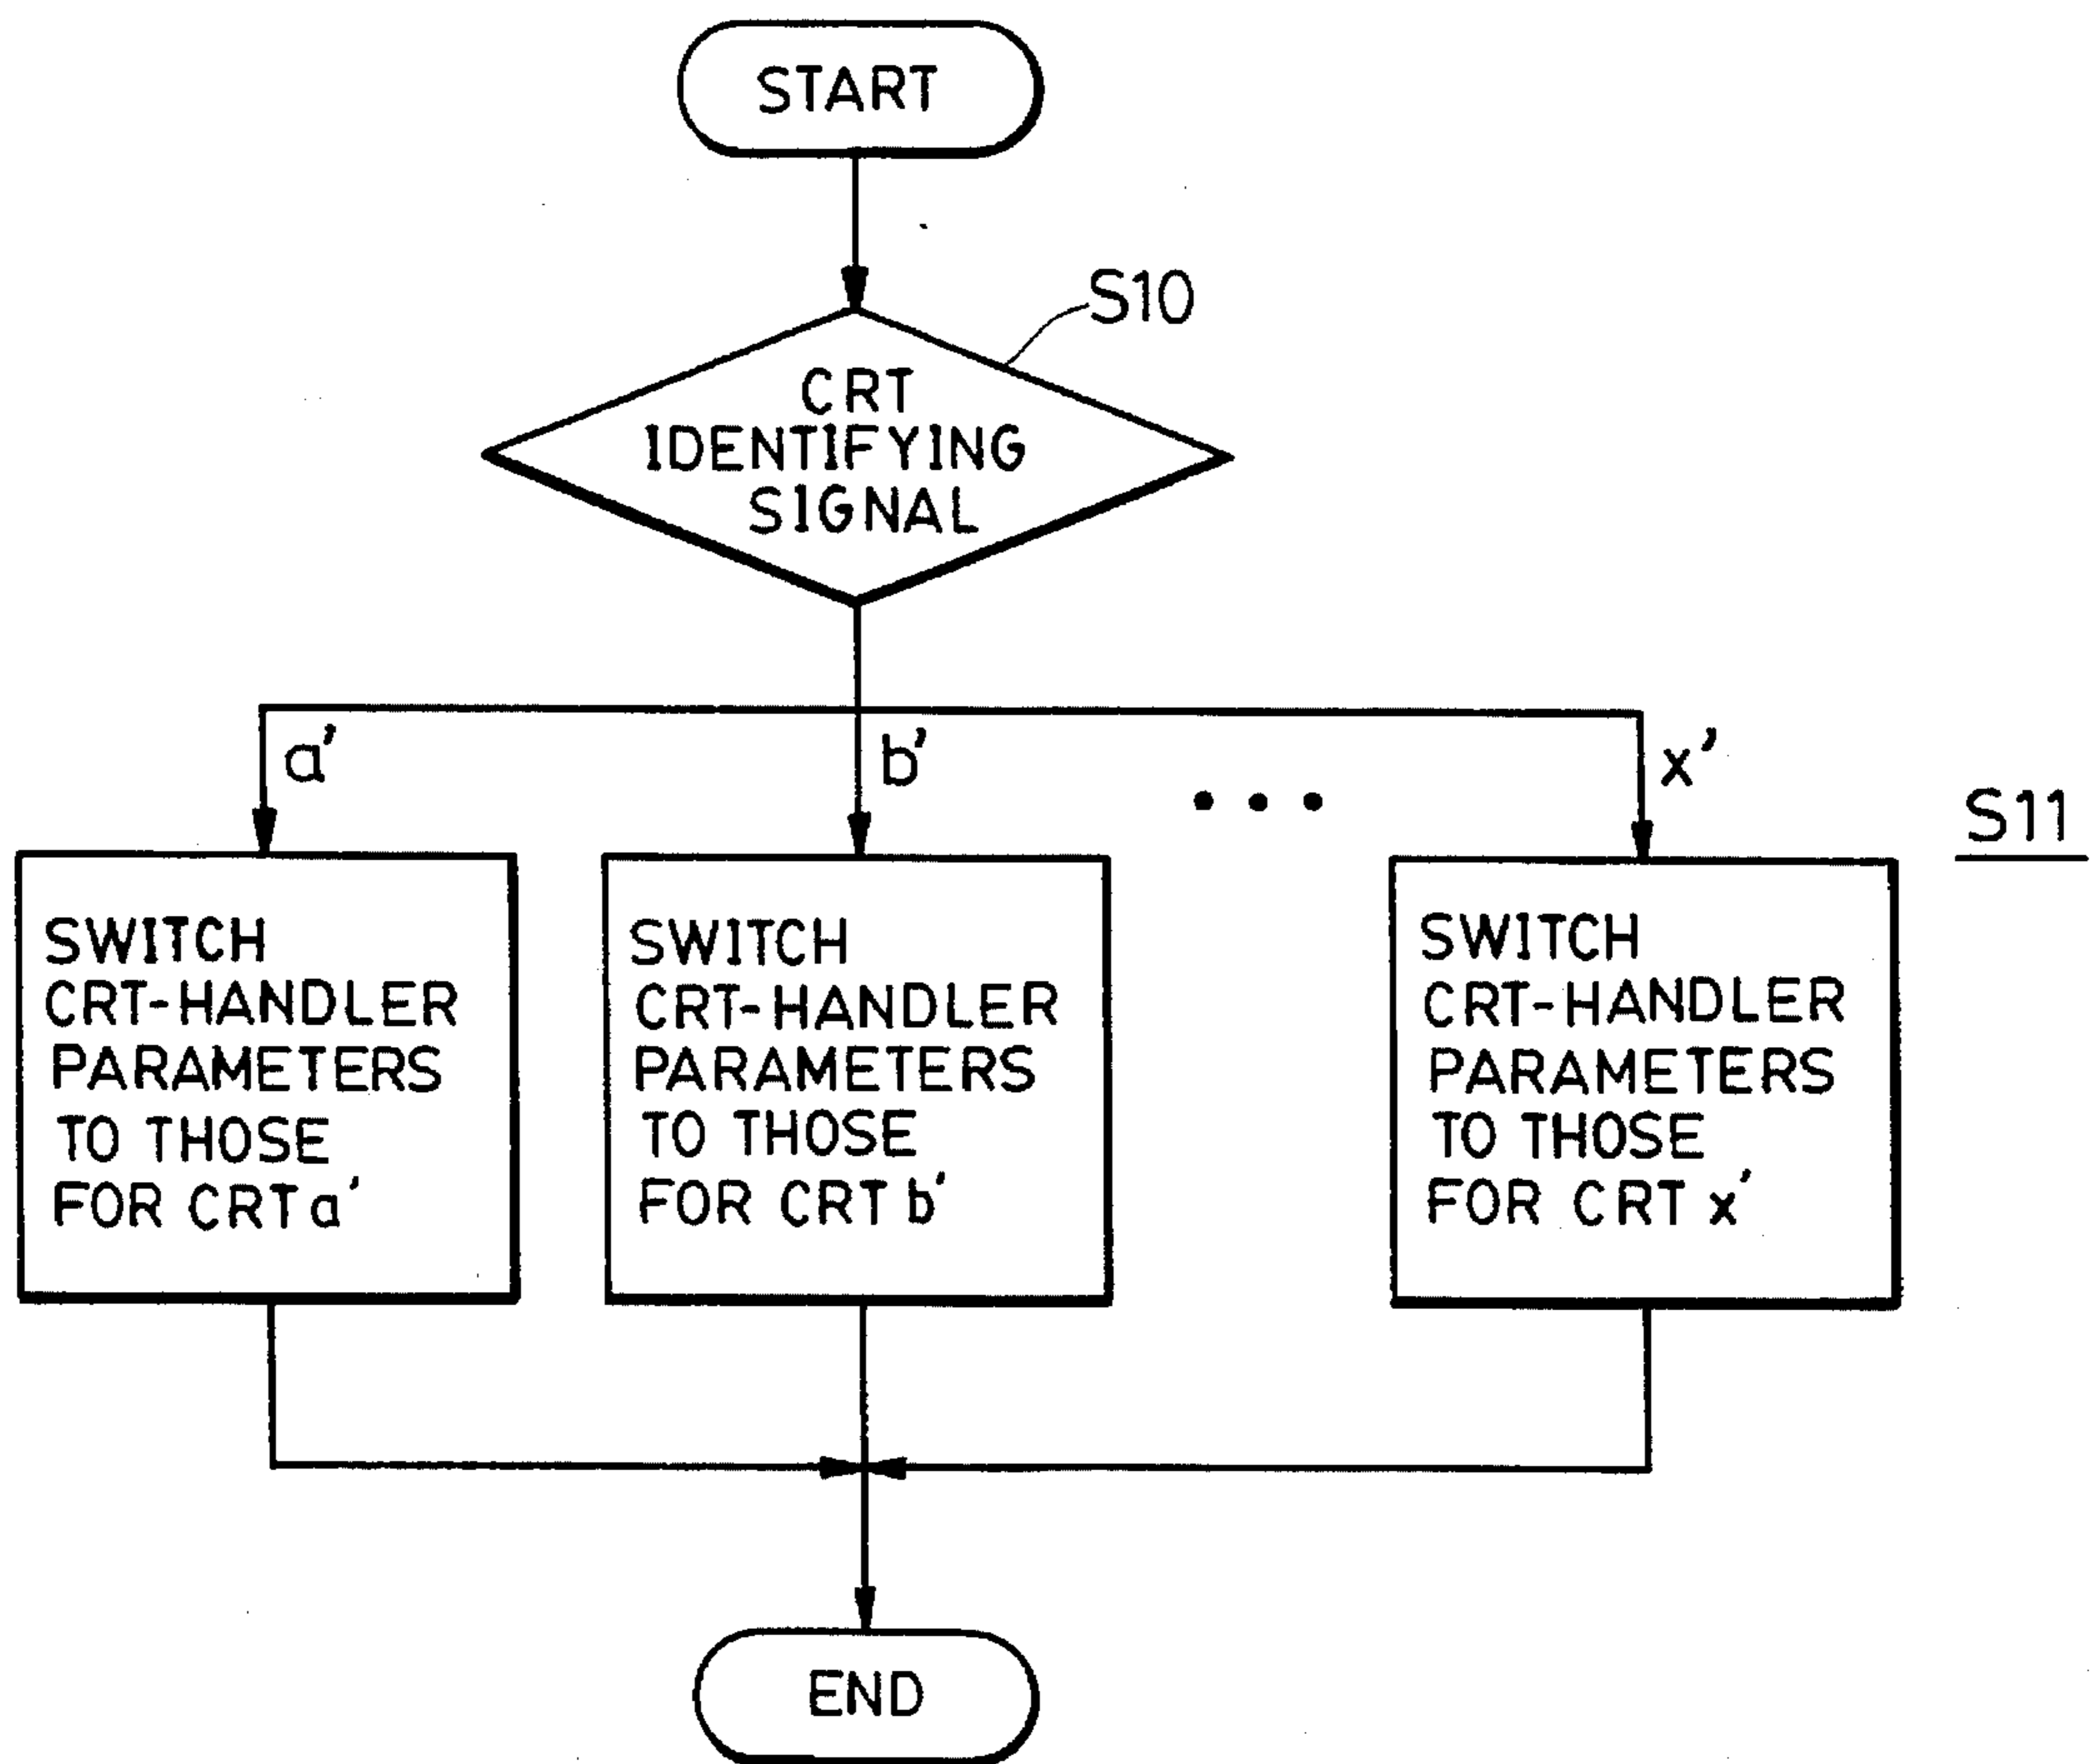 START
S10
CRT
IDENTIFYING
SIGNAL
a'
b'
x'
• • •
S11
SWITCH
CRT-HANDLER
PARAMETERS
TO THOSE
FOR CRT a'
SWITCH
CRT-HANDLER
PARAMETERS
TO THOSE
FOR CRT b'
SWITCH
CRT-HANDLER
PARAMETERS
TO THOSE
FOR CRT x'
END